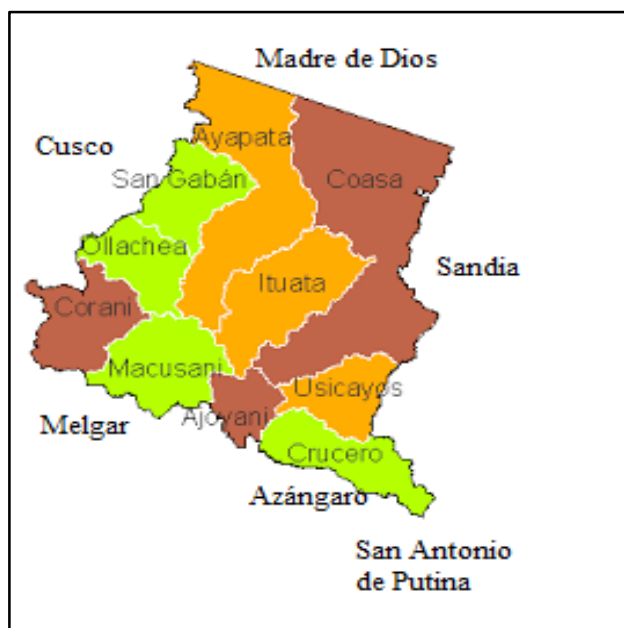 Madre de Dios
Ayapata
Cusco
San Gabán
Coasa
Ollachea
Sandia
Ituata
Corani
Macusani
Usicayos
Ajoyani
Melgar
Crucero
Azángaro
San Antonio
de Putina